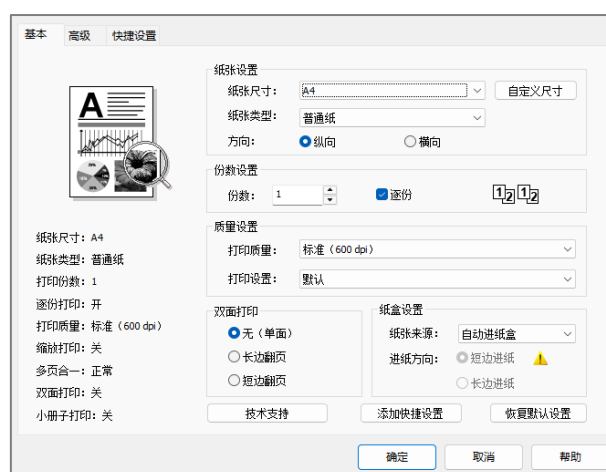 基本 高级 快捷设置
纸张设置
纸张尺寸： A4 自定义尺寸
纸张类型： 普通纸
方向： 纵向 横向
份数设置
份数： 1 逐份 1 2 1 2
质量设置
打印质量： 标准（600 dpi）
打印设置： 默认
双面打印
无（单面）
长边翻页
短边翻页
纸盒设置
纸张来源： 自动进纸盒
进纸方向： 短边进纸
长边进纸
A
纸张尺寸：A4
纸张类型：普通纸
打印份数：1
逐份打印：开
打印质量：标准（600 dpi）
缩放打印：关
多页合一：正常
双面打印：关
小册子打印：关
技术支持 添加快捷设置 恢复默认设置
确定 取消 帮助